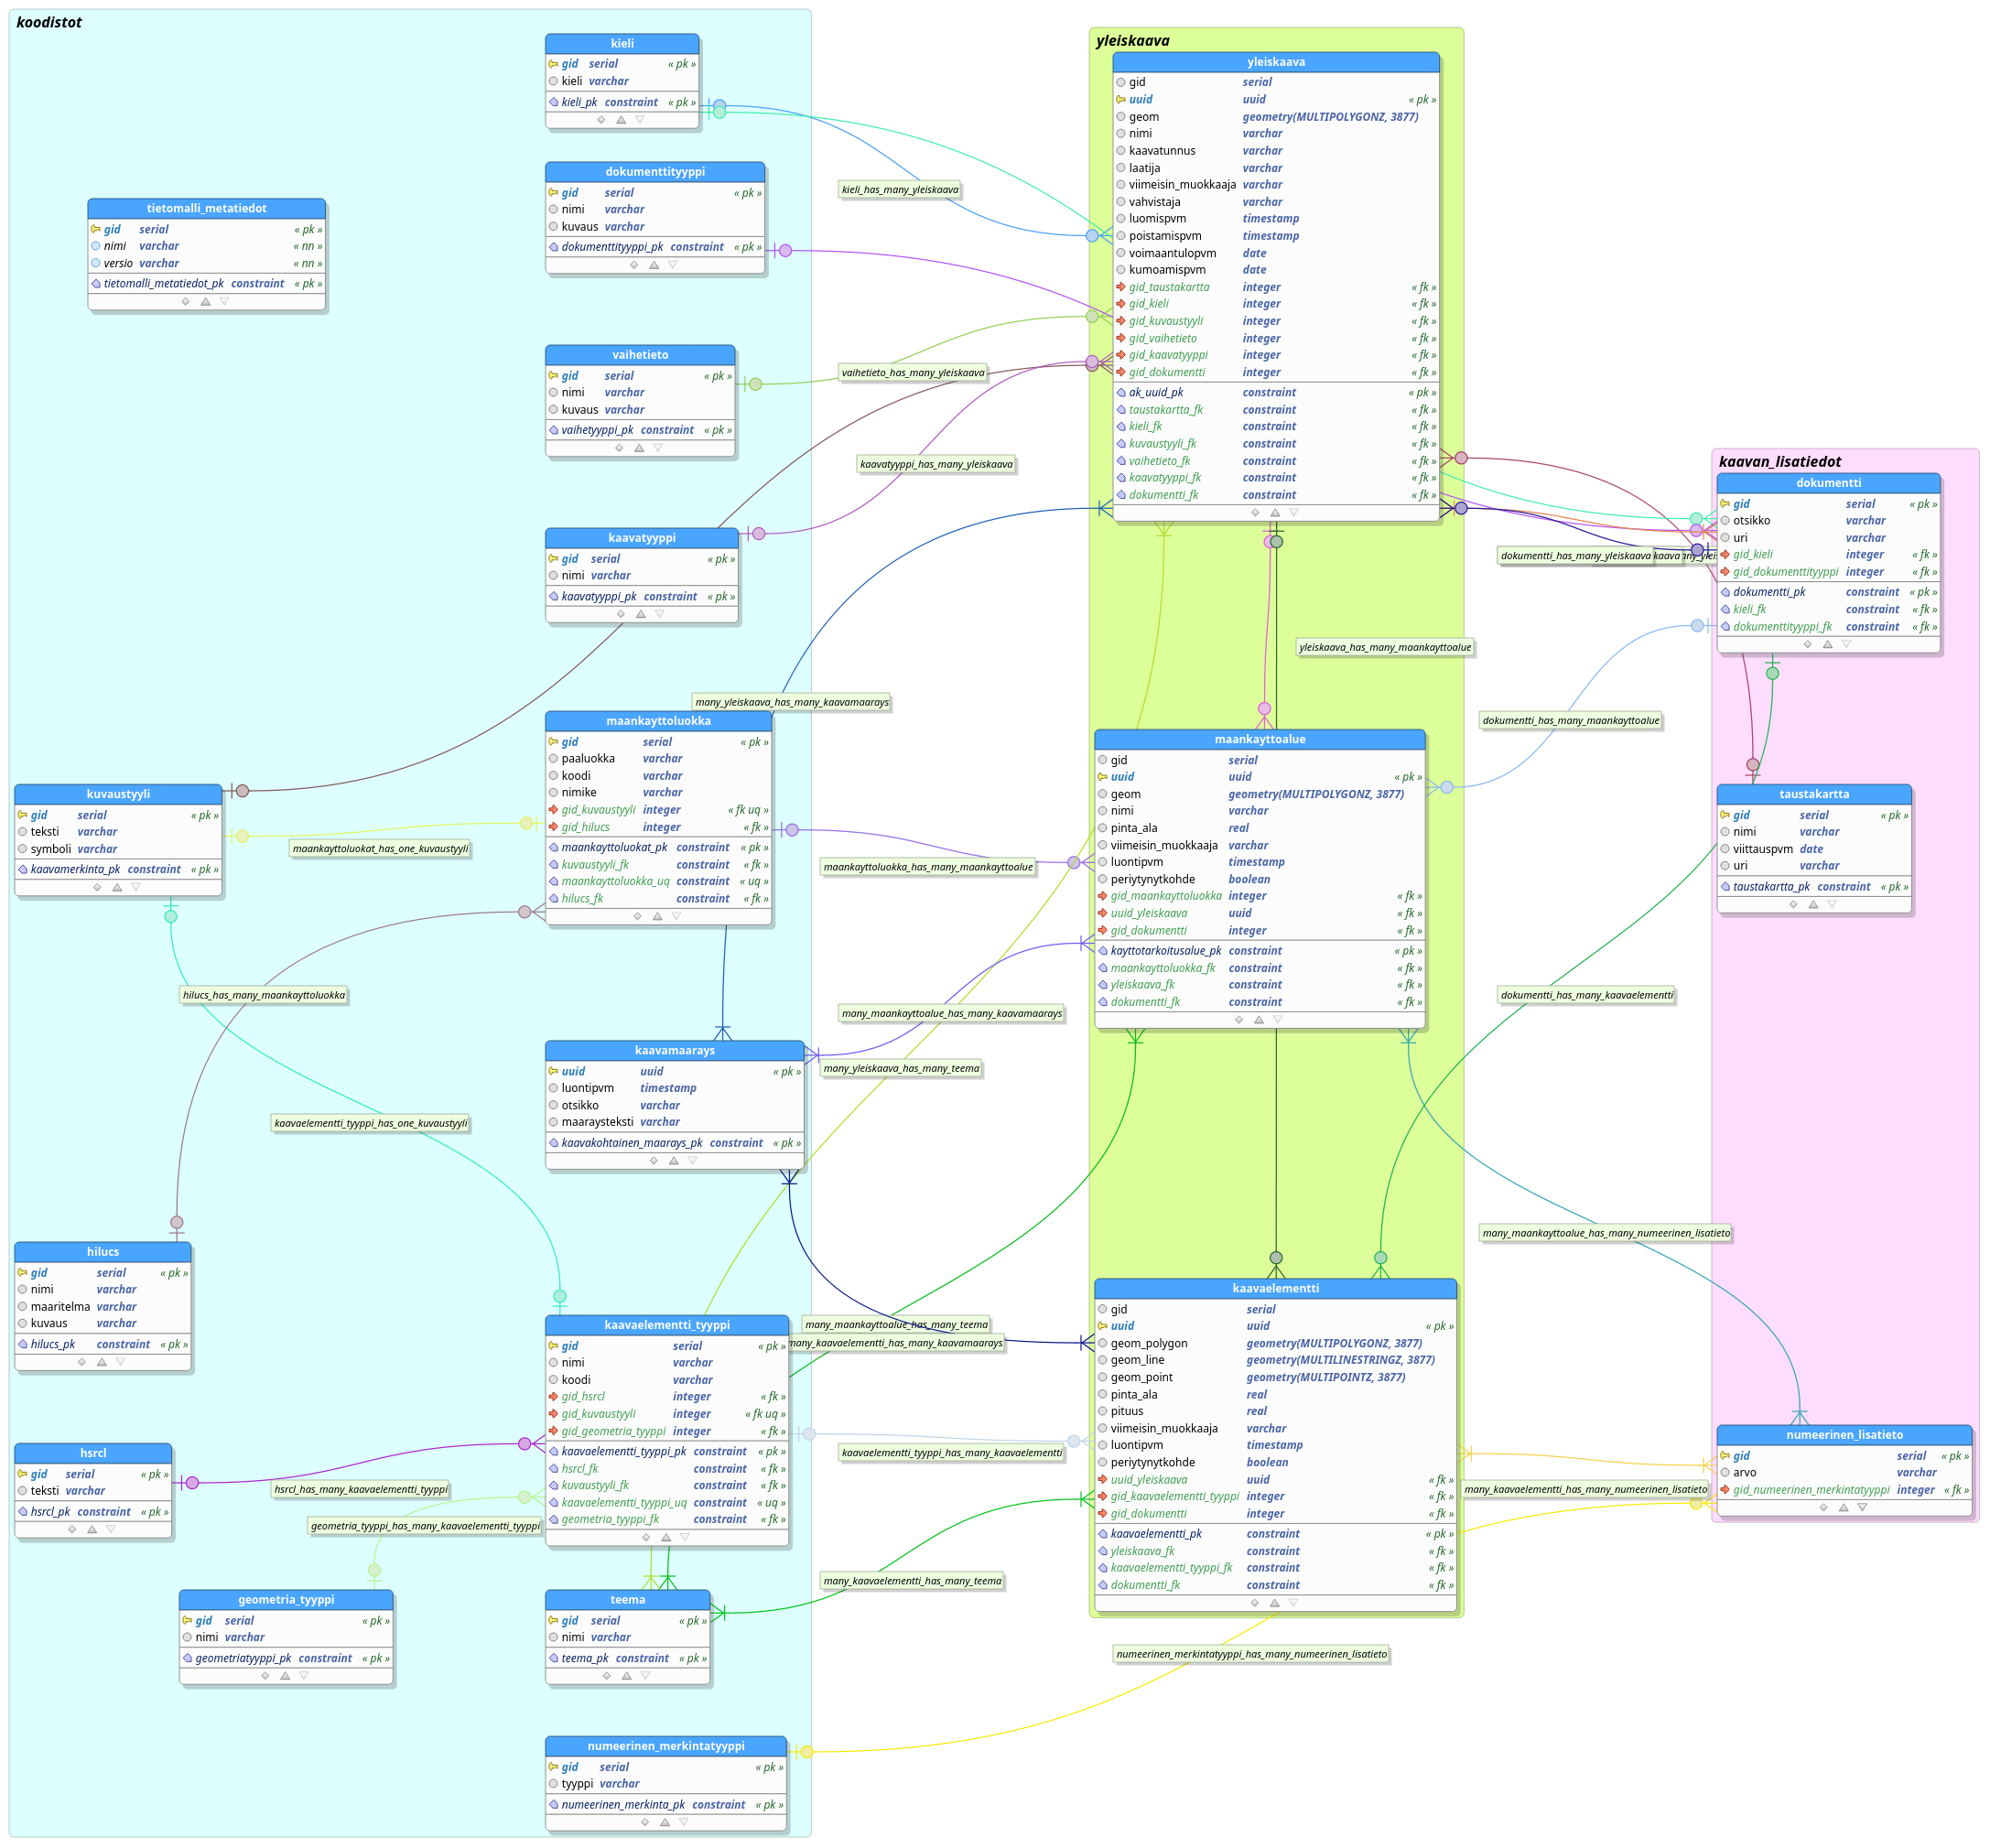 koodistot
kieli
gid serial « pk »
kieli varchar
kieli_pk constraint « pk »
dokumenttityyppi
gid serial « pk »
nimi varchar
kuvaus varchar
dokumenttityyppi_pk constraint « pk »
tietomalli_metatiedot
gid serial « pk »
nimi varchar « nn »
versio varchar « nn »
tietomalli_metatiedot_pk constraint « pk »
vaihetieto
gid serial « pk »
nimi varchar
kuvaus varchar
vaihetyyppi_pk constraint « pk »
kaavatyyppi
gid serial « pk »
nimi varchar
kaavatyyppi_pk constraint « pk »
maankayttoluokka
gid serial « pk »
paaluokka varchar
koodi varchar
nimike varchar
gid_kuvaustyyli integer « fk uq »
gid_hilucs integer « fk »
maankayttoluokat_pk constraint « pk »
kuvaustyyli_fk constraint « fk »
maankayttoluokka_uq constraint « uq »
hilucs_fk constraint « fk »
kuvaustyyli
gid serial « pk »
teksti varchar
symboli varchar
kaavamerkinta_pk constraint « pk »
maankayttoluokat_has_one_kuvaustyyli
hilucs_has_many_maankayttoluokka
kaavamaarays
uuid uuid « pk »
luontipvm timestamp
otsikko varchar
maaraysteksti varchar
kaavakohtainen_maarays_pk constraint « pk »
kaavaelementti_tyyppi_has_one_kuvaustyyli
hilucs
gid serial « pk »
nimi varchar
maaritelma varchar
kuvaus varchar
hilucs_pk constraint « pk »
kaavaelementti_tyyppi
gid serial « pk »
nimi varchar
koodi varchar
gid_hsrcl integer « fk »
gid_kuvaustyyli integer « fk uq »
gid_geometria_tyyppi integer « fk »
kaavaelementti_tyyppi_pk constraint « pk »
hsrcl_fk constraint « fk »
kuvaustyyli_fk constraint « fk »
kaavaelementti_tyyppi_uq constraint « uq »
geometria_tyyppi_fk constraint « fk »
hsrcl
gid serial « pk »
teksti varchar
hsrcl_pk constraint « pk »
hsrcl_has_many_kaavaelementti_tyyppi
geometria_tyyppi_has_many_kaavaelementti_tyyppi
geometria_tyyppi
gid serial « pk »
nimi varchar
geometriatyyppi_pk constraint « pk »
teema
gid serial « pk »
nimi varchar
teema_pk constraint « pk »
numeerinen_merkintatyyppi
gid serial « pk »
tyyppi varchar
numeerinen_merkinta_pk constraint « pk »
kieli_has_many_yleiskaava
vaihetieto_has_many_yleiskaava
kaavatyyppi_has_many_yleiskaava
many_yleiskaava_has_many_kaavamaarays
maankayttoluokka_has_many_maankayttoalue
many_maankayttoalue_has_many_kaavamaarays
many_yleiskaava_has_many_teema
many_maankayttoalue_has_many_teema
many_kaavaelementti_has_many_kaavamaarays
kaavaelementti_tyyppi_has_many_kaavaelementti
many_kaavaelementti_has_many_teema
numeerinen_merkintatyyppi_has_many_numeerinen_lisatieto
yleiskaava
yleiskaava
gid serial
uuid uuid « pk »
geom geometry(MULTIPOLYGONZ, 3877)
nimi varchar
kaavatunnus varchar
laatija varchar
viimeisin_muokkaaja varchar
vahvistaja varchar
luomispvm timestamp
poistamispvm timestamp
voimaantulopvm date
kumoamispvm date
gid_taustakartta integer « fk »
gid_kieli integer « fk »
gid_kuvaustyyli integer « fk »
gid_vaihetieto integer « fk »
gid_kaavatyyppi integer « fk »
gid_dokumentti integer « fk »
ak_uuid_pk constraint « pk »
taustakartta_fk constraint « fk »
kieli_fk constraint « fk »
kuvaustyyli_fk constraint « fk »
vaihetieto_fk constraint « fk »
kaavatyyppi_fk constraint « fk »
dokumentti_fk constraint « fk »
yleiskaava_has_many_maankayttoalue
maankayttoalue
gid serial
uuid uuid « pk »
geom geometry(MULTIPOLYGONZ, 3877)
nimi varchar
pinta_ala real
viimeisin_muokkaaja varchar
luontipvm timestamp
periytynytkohde boolean
gid_maankayttoluokka integer « fk »
uuid_yleiskaava uuid « fk »
gid_dokumentti integer « fk »
kayttotarkoitusalue_pk constraint « pk »
maankayttoluokka_fk constraint « fk »
yleiskaava_fk constraint « fk »
dokumentti_fk constraint « fk »
kaavaelementti
gid serial
uuid uuid « pk »
geom_polygon geometry(MULTIPOLYGONZ, 3877)
geom_line geometry(MULTILINESTRINGZ, 3877)
geom_point geometry(MULTIPOINTZ, 3877)
pinta_ala real
pituus real
viimeisin_muokkaaja varchar
luontipvm timestamp
periytynytkohde boolean
uuid_yleiskaava uuid « fk »
gid_kaavaelementti_tyyppi integer « fk »
gid_dokumentti integer « fk »
kaavaelementti_pk constraint « pk »
yleiskaava_fk constraint « fk »
kaavaelementti_tyyppi_fk constraint « fk »
dokumentti_fk constraint « fk »
dokumentti_has_many_yleiskaava
dokumentti_has_many_maankayttoalue
dokumentti_has_many_kaavaelementti
many_maankayttoalue_has_many_numeerinen_lisatieto
many_kaavaelementti_has_many_numeerinen_lisatieto
kaavan_lisatiedot
dokumentti
gid serial « pk »
otsikko varchar
uri varchar
gid_kieli integer « fk »
gid_dokumenttityyppi integer « fk »
dokumentti_pk constraint « pk »
kieli_fk constraint « fk »
dokumenttityyppi_fk constraint « fk »
taustakartta
gid serial « pk »
nimi varchar
viittauspvm date
uri varchar
taustakartta_pk constraint « pk »
numeerinen_lisatieto
gid serial « pk »
arvo varchar
gid_numeerinen_merkintatyyppi integer « fk »